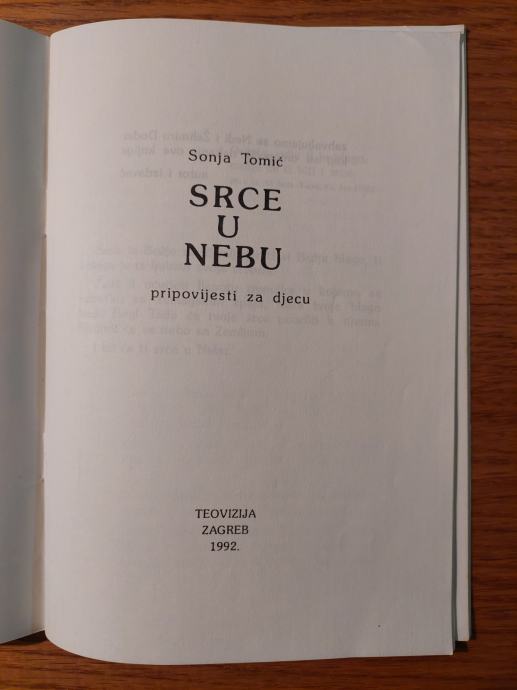 Sonja Tomić
SRCE
U
NEBU
pripovijesti za djecu
TEOVIZIJA
ZAGREB
1992.